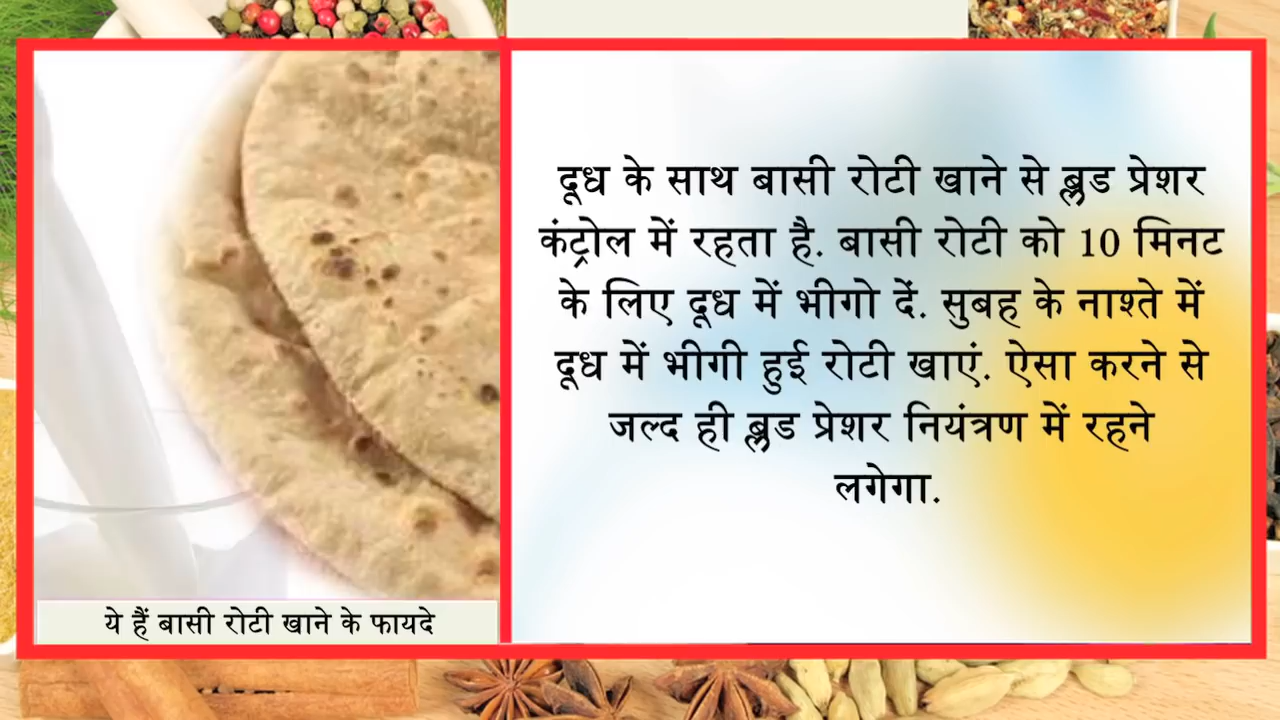 दूध के साथ बासी रोटी खाने से ब्लड प्रेशर
कंट्रोल में रहता है. बासी रोटी को 10 मिनट
के लिए दूध में भीगो दें. सुबह के नाश्ते में
दूध में भीगी हुई रोटी खाएं. ऐसा करने से
जल्द ही ब्लड प्रेशर नियंत्रण में रहने
लगेगा.
ये हैं बासी रोटी खाने के फायदे